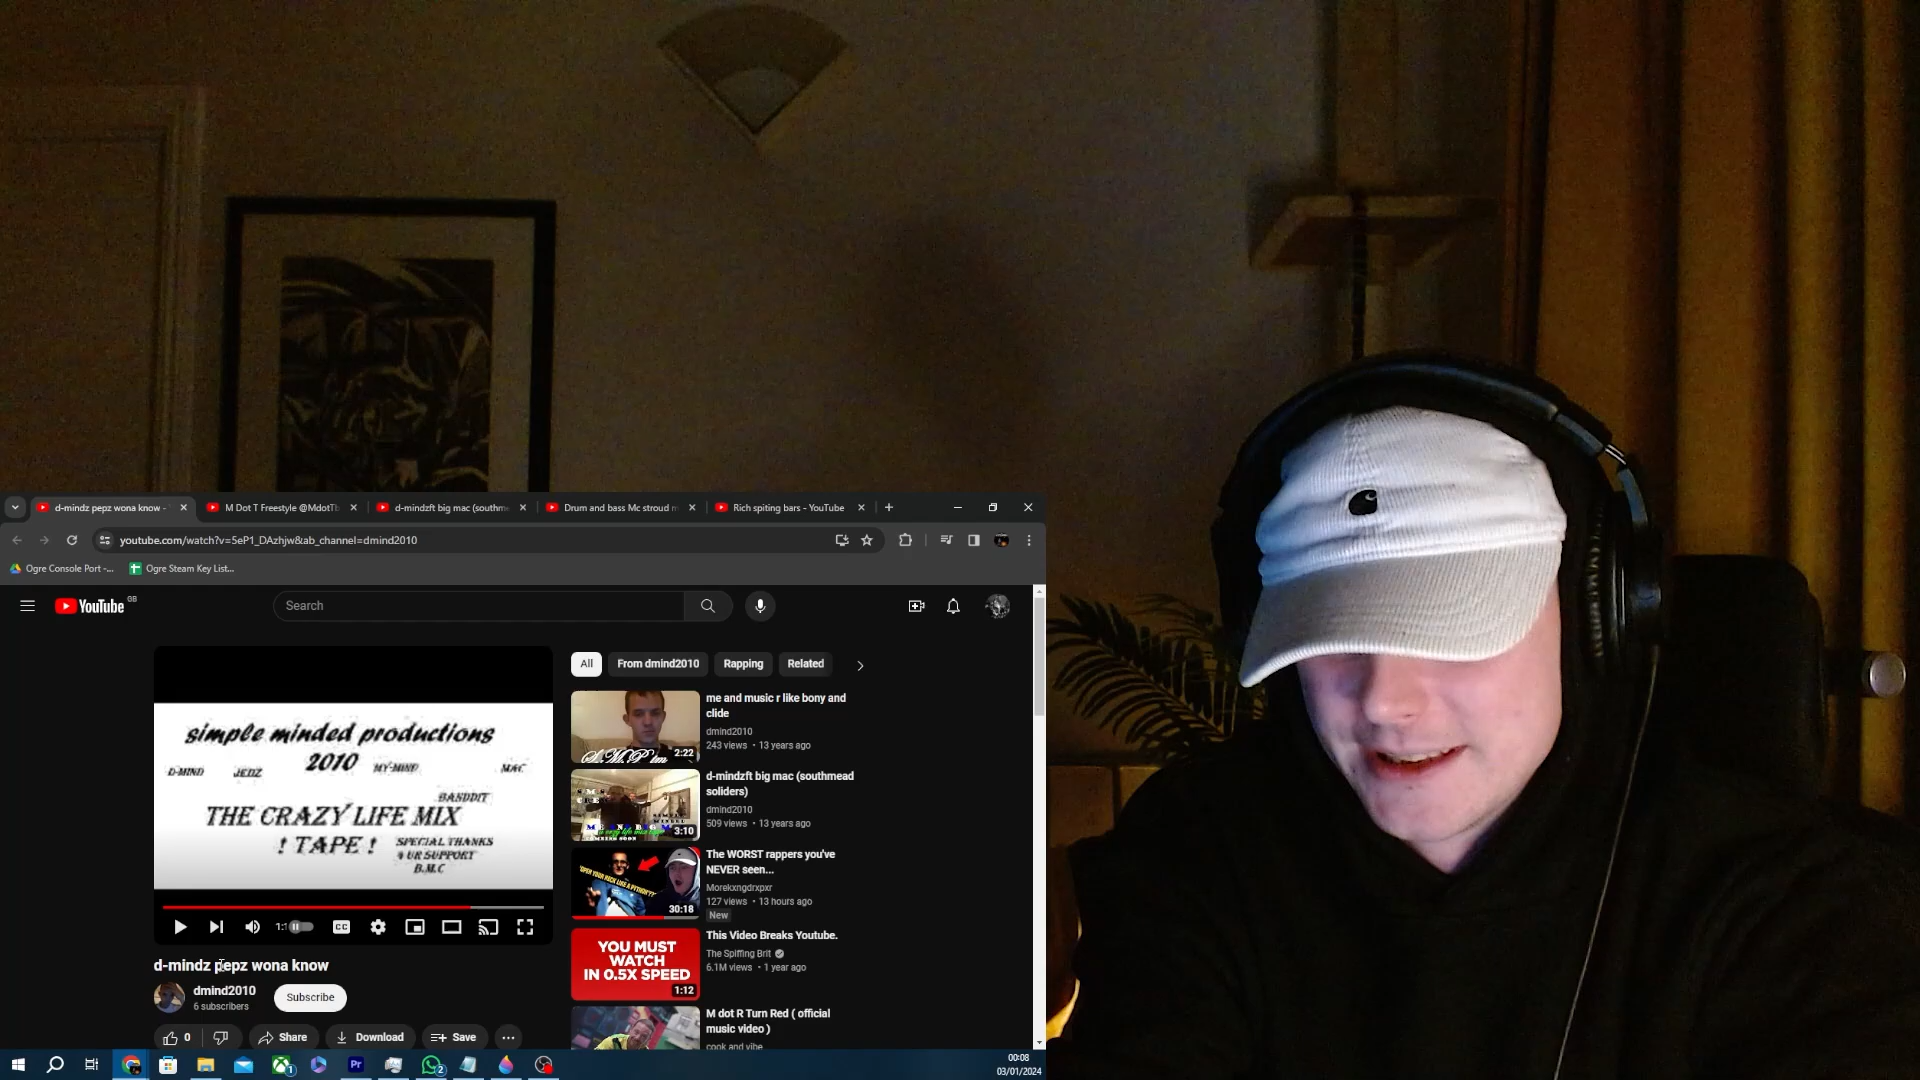 d-mindz pepz wona know -
M Dot T Freestyle @MdotTb
d-mindzft big mac (southme
Drum and bass Mc stroud m
Rich spiting bars - YouTube
youtube.com/watch?v=5eP1_DAzhjw&ab_channel=dmind2010
Ogre Console Port -...
Ogre Steam Key List...
YouTube GB
Search
simple minded productions
2010
D-MIND
JEDZ
MY-MIND
MAC
BANDDIT
THE CRAZY LIFE MIX
! TAPE !
SPECIAL THANKS
4 UR SUPPORT
B.M.C
CC
d-mindz pepz wona know
dmind2010
6 subscribers
Subscribe
0
Share
Download
Save
All
From dmind2010
Rapping
Related
me and music r like bony and
clide
dmind2010
243 views • 13 years ago
2:22
d-mindzft big mac (southmead
soliders)
dmind2010
509 views • 13 years ago
3:10
The WORST rappers you've
NEVER seen...
Morekxngdrxpxr
127 views • 13 hours ago
New
30:18
YOU MUST
WATCH
IN 0.5X SPEED
1:12
This Video Breaks Youtube.
The Spiffing Brit
6.1M views • 1 year ago
M dot R Turn Red ( official
music video )
cook and vibe
Pr
1
2
00:08
03/01/2024